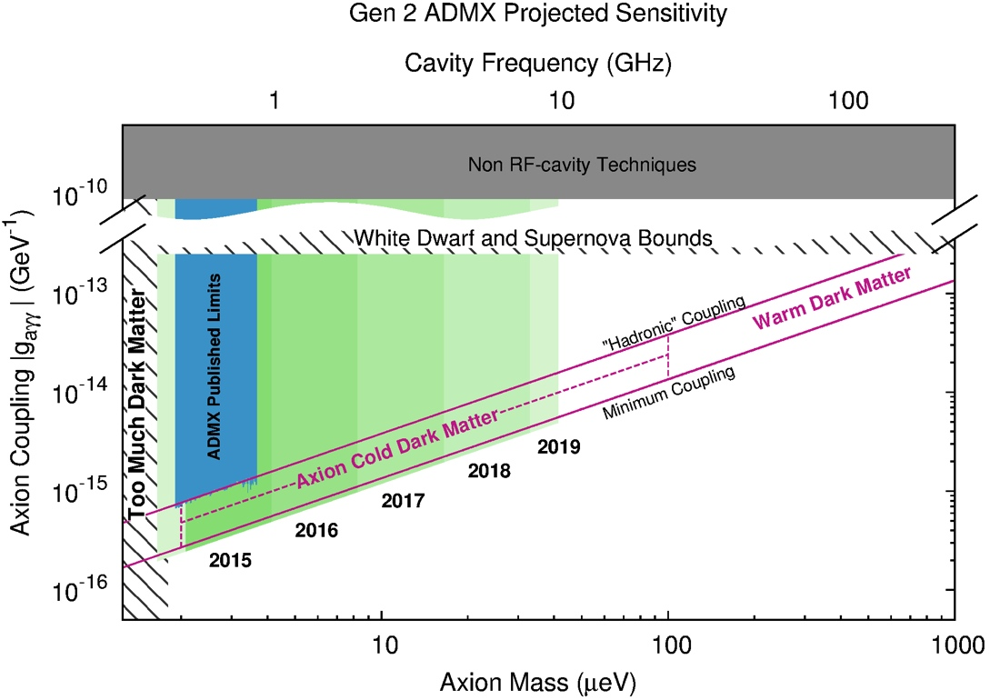 Gen 2 ADMX Projected Sensitivity
Cavity Frequency (GHz)
1 10 100
Non RF-cavity Techniques
10^-10
White Dwarf and Supernova Bounds
10^-13
10^-14
10^-15
10^-16
Axion Coupling |g_aγγ | (GeV^-1)
Too Much Dark Matter
ADMX Published Limits
"Hadronic" Coupling
Warm Dark Matter
Minimum Coupling
Axion Cold Dark Matter
2019
2018
2017
2016
2015
10 100 1000
Axion Mass (μeV)